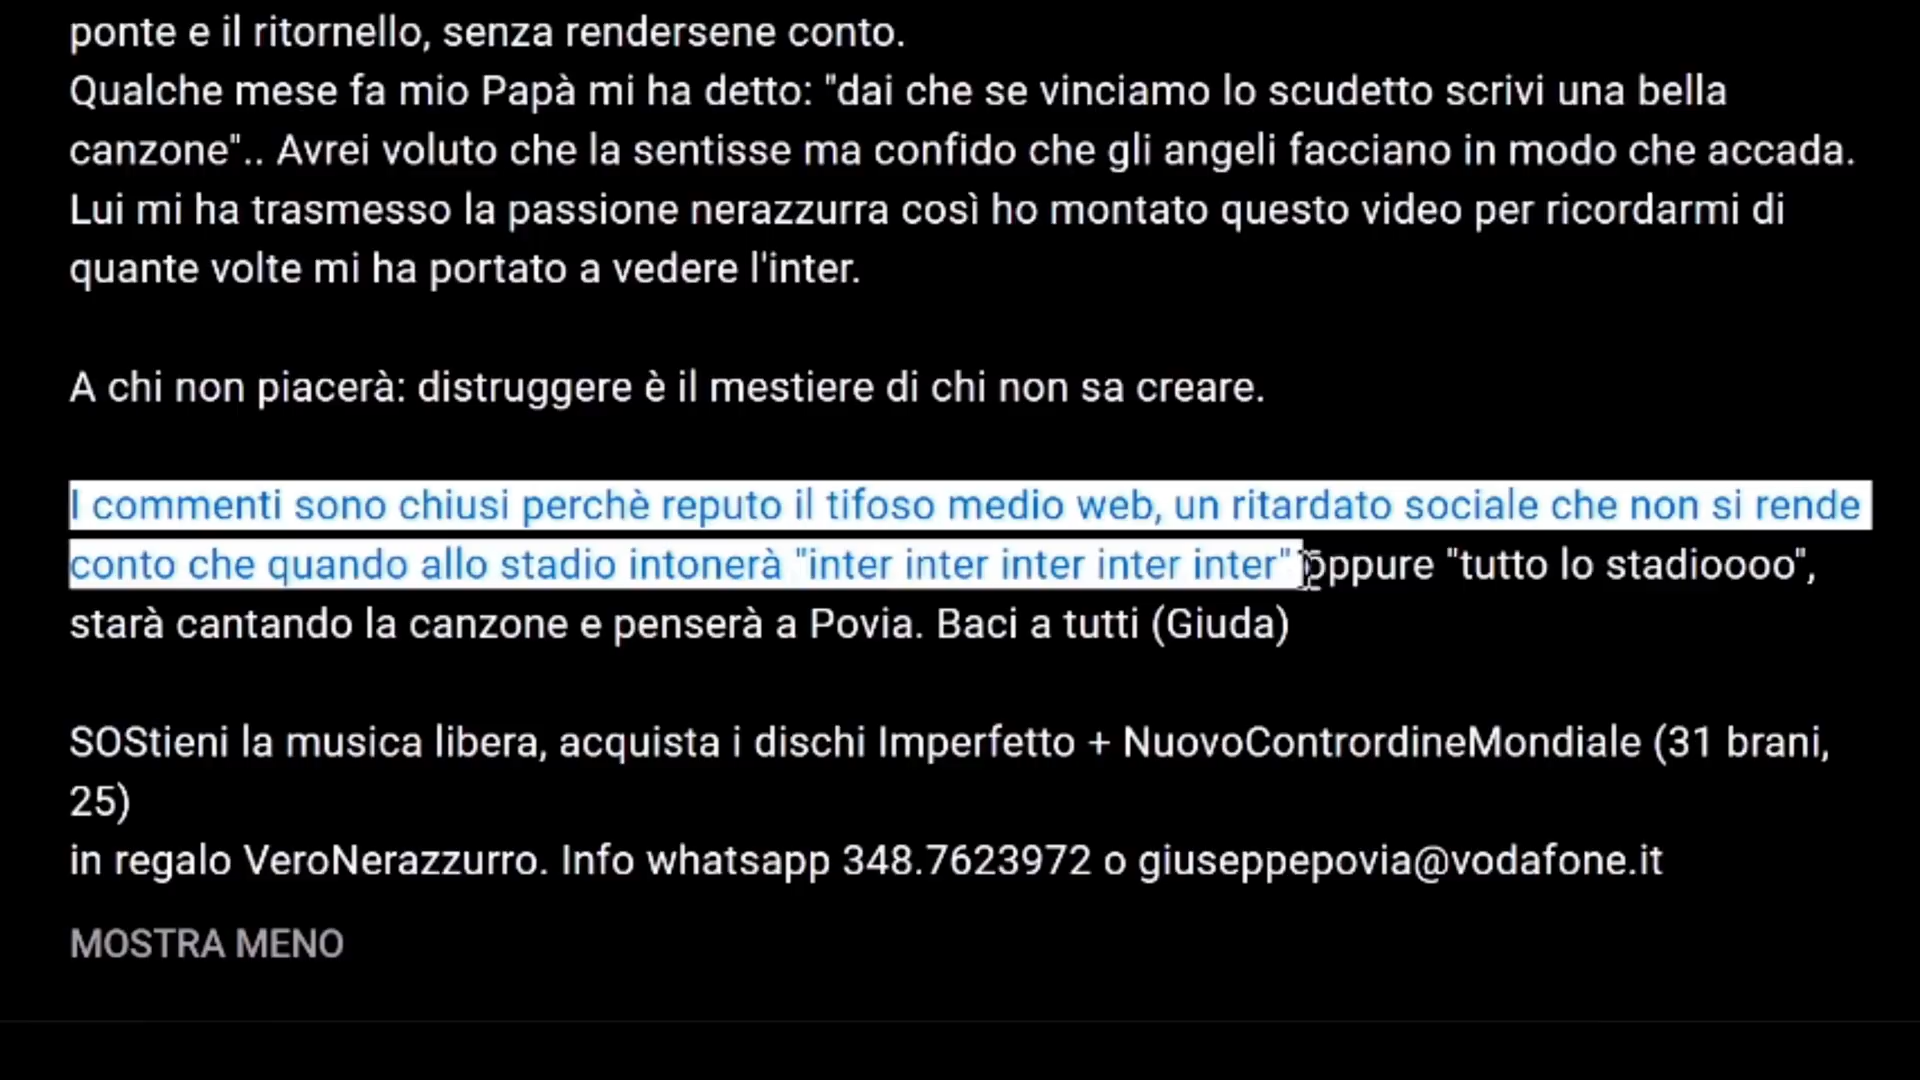 ponte e il ritornello, senza rendersene conto.
Qualche mese fa mio Papà mi ha detto: "dai che se vinciamo lo scudetto scrivi una bella
canzone".. Avrei voluto che la sentisse ma confido che gli angeli facciano in modo che accada.
Lui mi ha trasmesso la passione nerazzurra così ho montato questo video per ricordarmi di
quante volte mi ha portato a vedere l'inter.
A chi non piacerà: distruggere è il mestiere di chi non sa creare.
I commenti sono chiusi perchè reputo il tifoso medio web, un ritardato sociale che non si rende
conto che quando allo stadio intonerà "inter inter inter inter inter" oppure "tutto lo stadioooo",
starà cantando la canzone e penserà a Povia. Baci a tutti (Giuda)
SOStieni la musica libera, acquista i dischi Imperfetto + NuovoContrordineMondiale (31 brani,
25)
in regalo VeroNerazzurro. Info whatsapp 348.7623972 o giuseppepovia@vodafone.it
MOSTRA MENO